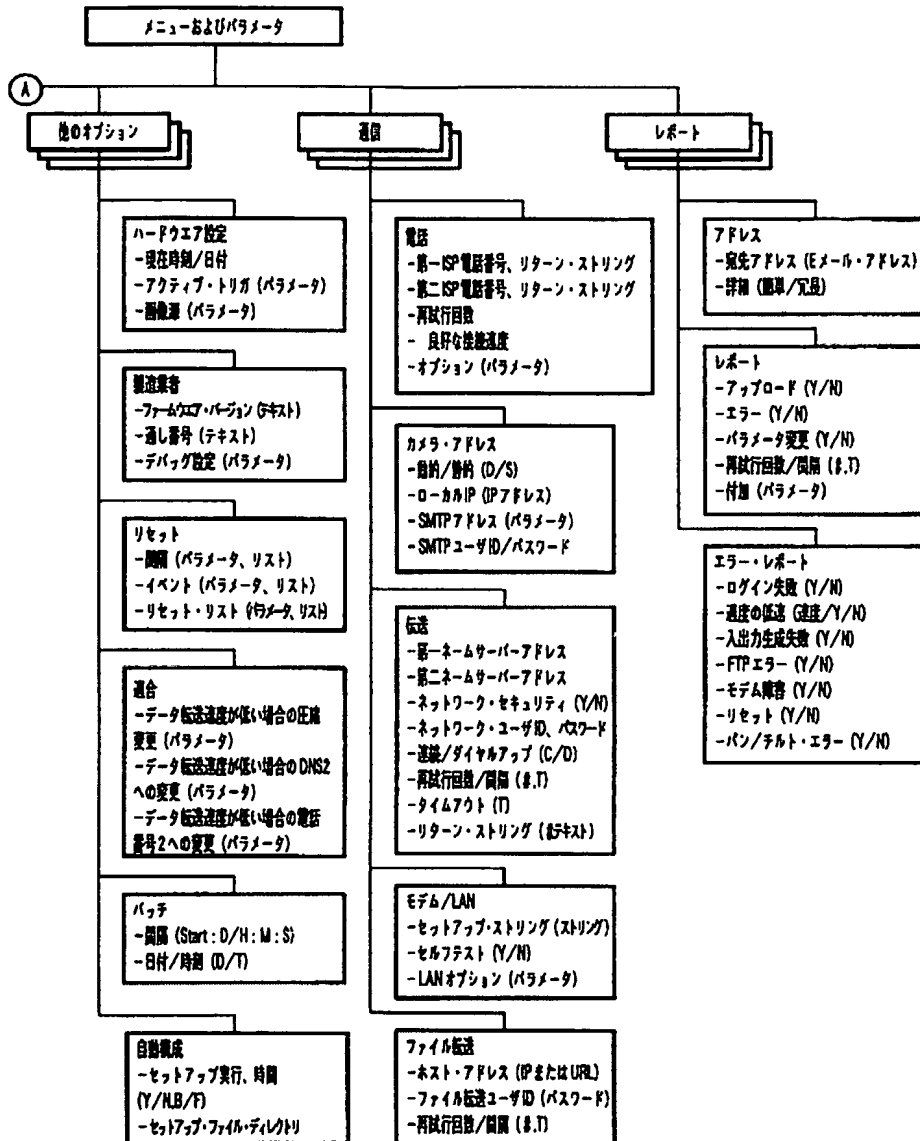 メニューおよびパラメータ
A
他のオプション
ハードウエア設定
-現在時刻/日付
-アクティブ・トリガ (パラメータ)
-画像源 (パラメータ)
製造業者
-ファームウエア・バージョン (テキスト)
-通し番号 (テキスト)
-デバッグ設定 (パラメータ)
リセット
-間隔 (パラメータ、リスト)
-イベント (パラメータ、リスト)
-リセット・リスト (パラメータ、リスト)
適合
-データ転送速度が低い場合の圧縮
変更 (パラメータ)
-データ転送速度が低い場合のDNS2
への変更 (パラメータ)
-データ転送速度が低い場合の電話
番号2への変更 (パラメータ)
バッチ
-間隔 (Start:D/H:M:S)
-日付/時刻 (D/T)
自動構成
-セットアップ実行、時間
(Y/N,B/F)
-セットアップ・ファイル・ディレクトリ
通信
電話
-第一ISP電話番号、リターン・ストリング
-第二ISP電話番号、リターン・ストリング
-再試行回数
- 良好な接続速度
-オプション (パラメータ)
カメラ・アドレス
-動的/静的 (D/S)
-ローカルIP (IPアドレス)
-SMTPアドレス (パラメータ)
-SMTPユーザID/パスワード
伝送
-第一ネームサーバーアドレス
-第二ネームサーバーアドレス
-ネットワーク・セキュリティ (Y/N)
-ネットワーク・ユーザID、パスワード
-連続/ダイヤルアップ (C/D)
-再試行回数/間隔 (#,T)
-タイムアウト (T)
-リターン・ストリング (#テキスト)
モデム/LAN
-セットアップ・ストリング (ストリング)
-セルフテスト (Y/N)
-LANオプション (パラメータ)
ファイル転送
-ホスト・アドレス (IPまたはURL)
-ファイル転送ユーザID (パスワード)
-再試行回数/間隔 (#,T)
レポート
アドレス
-宛先アドレス (Eメール・アドレス)
-詳細 (簡単/冗長)
レポート
-アップロード (Y/N)
-エラー (Y/N)
-パラメータ変更 (Y/N)
-再試行回数/間隔 (#,T)
-付加 (パラメータ)
エラー・レポート
-ログイン失敗 (Y/N)
-過度の低速 (速度/Y/N)
-入出力生成失敗 (Y/N)
-FTPエラー (Y/N)
-モデム障害 (Y/N)
-リセット (Y/N)
-パン/チルト・エラー (Y/N)